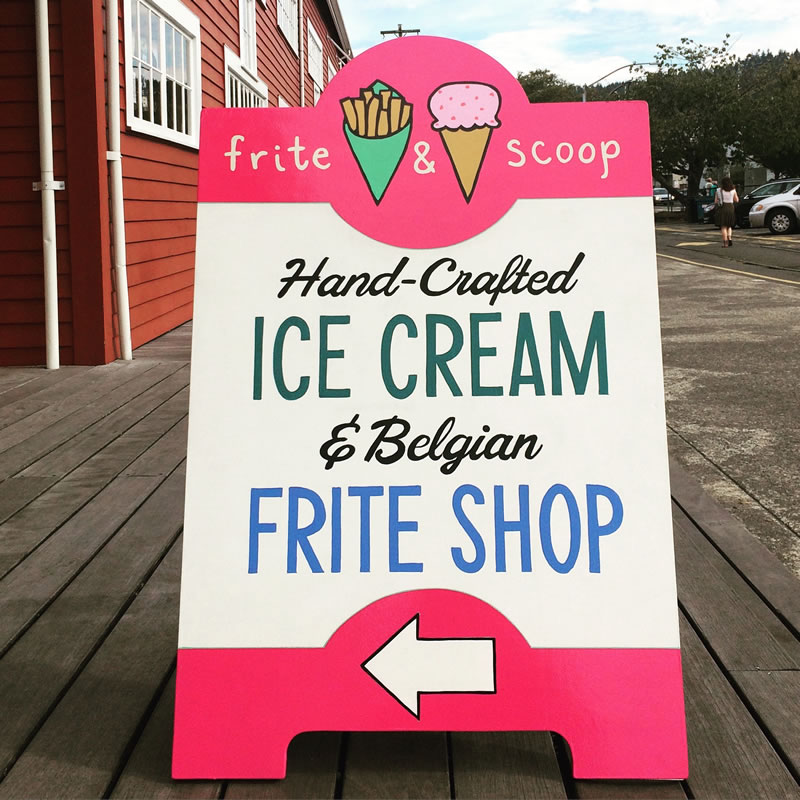 frite & scoop
Hand-Crafted
ICE CREAM
& Belgian
FRITE SHOP